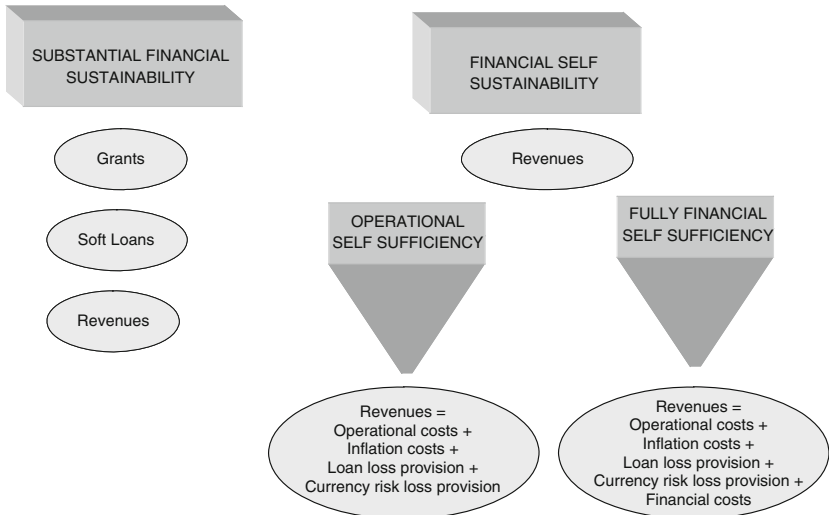 SUBSTANTIAL FINANCIAL
SUSTAINABILITY
Grants
Soft Loans
Revenues
FINANCIAL SELF
SUSTAINABILITY
Revenues
OPERATIONAL
SELF SUFFICIENCY
Revenues =
Operational costs +
Inflation costs +
Loan loss provision +
Currency risk loss provision
FULLY FINANCIAL
SELF SUFFICIENCY
Revenues =
Operational costs +
Inflation costs +
Loan loss provision +
Currency risk loss provision +
Financial costs